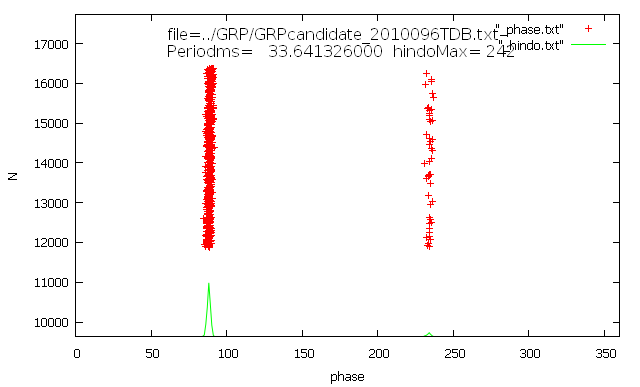 file=../GRP/GRPcandidate_2010096TDB.txt
"_phase.txt"
Periodms= 33.641326000 hindoMax= 242
"_hindo.txt"
17000
16000
15000
14000
13000
12000
11000
10000
N
0 50 100 150 200 250 300 350
phase